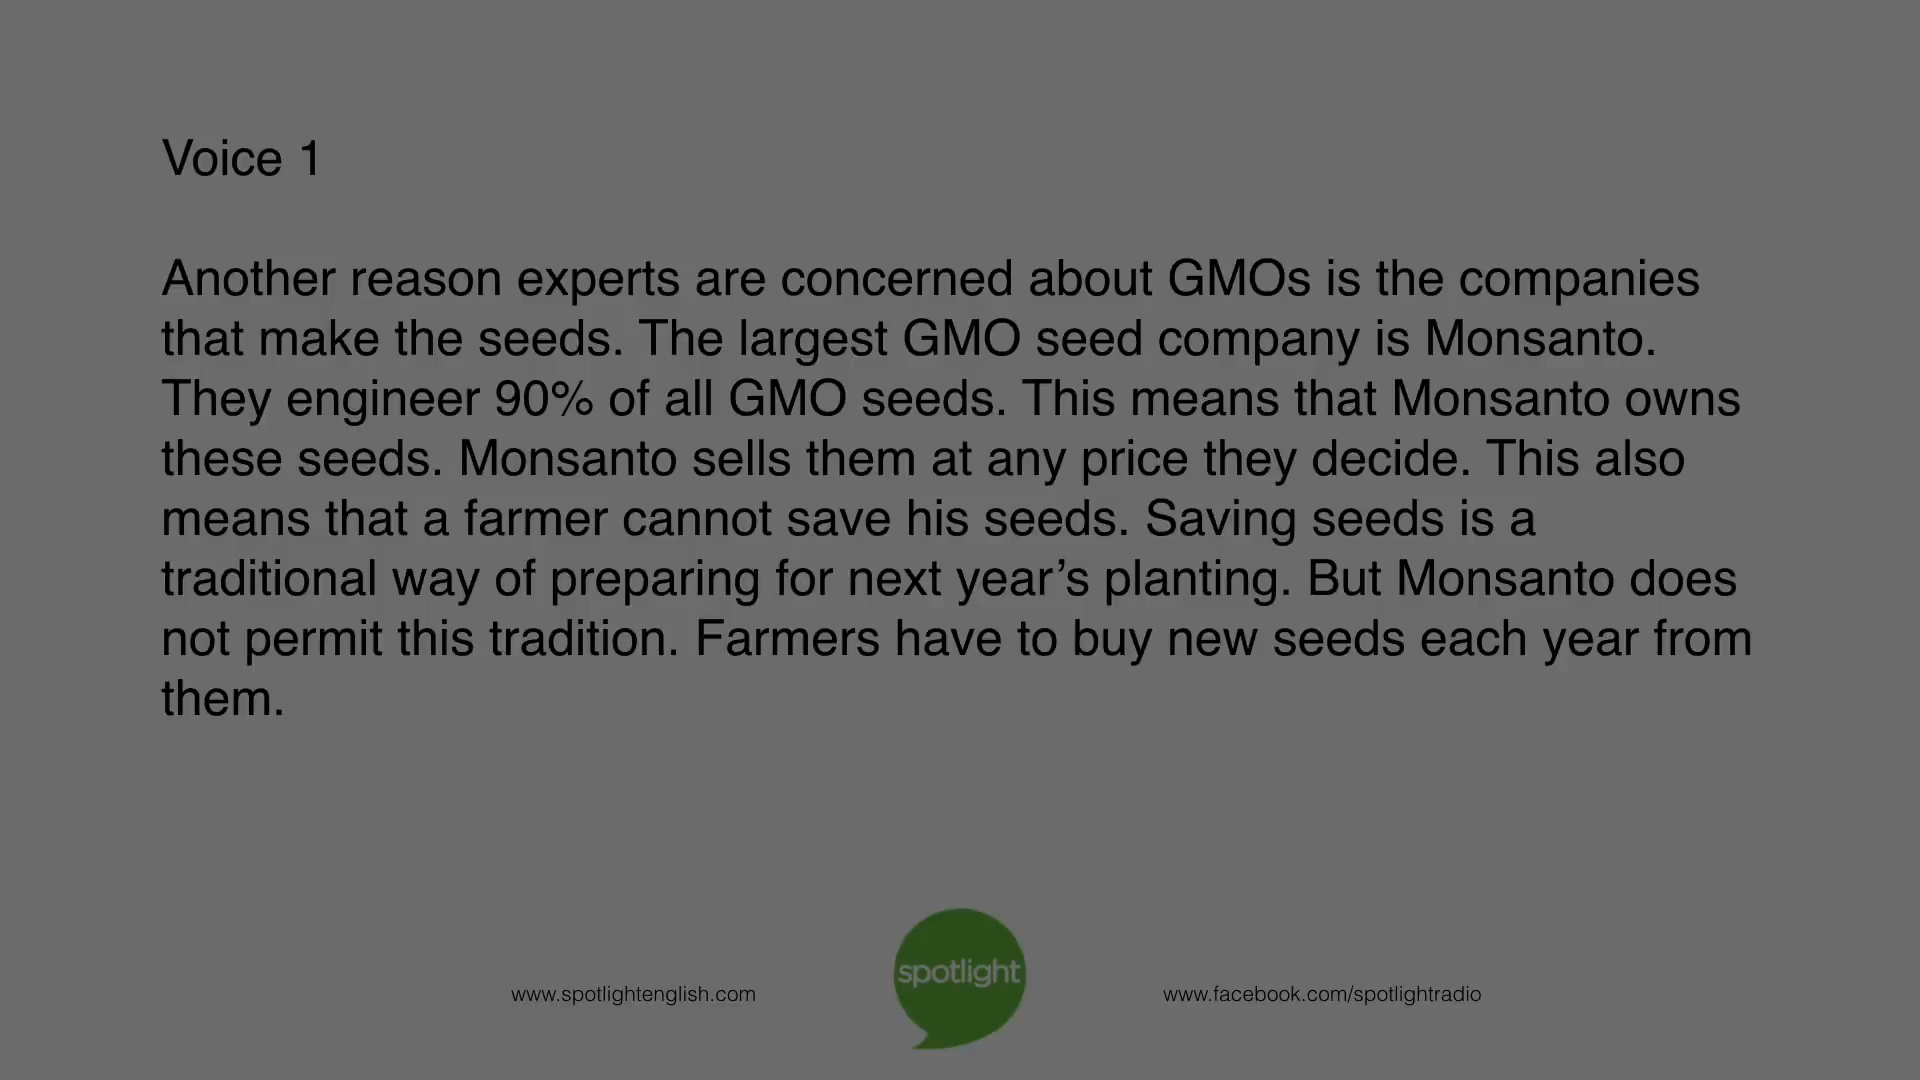 Voice 1
Another reason experts are concerned about GMOs is the companies
that make the seeds. The largest GMO seed company is Monsanto.
They engineer 90% of all GMO seeds. This means that Monsanto owns
these seeds. Monsanto sells them at any price they decide. This also
means that a farmer cannot save his seeds. Saving seeds is a
traditional way of preparing for next year’s planting. But Monsanto does
not permit this tradition. Farmers have to buy new seeds each year from
them.
spotlight
www.spotlightenglish.com
www.facebook.com/spotlightradio